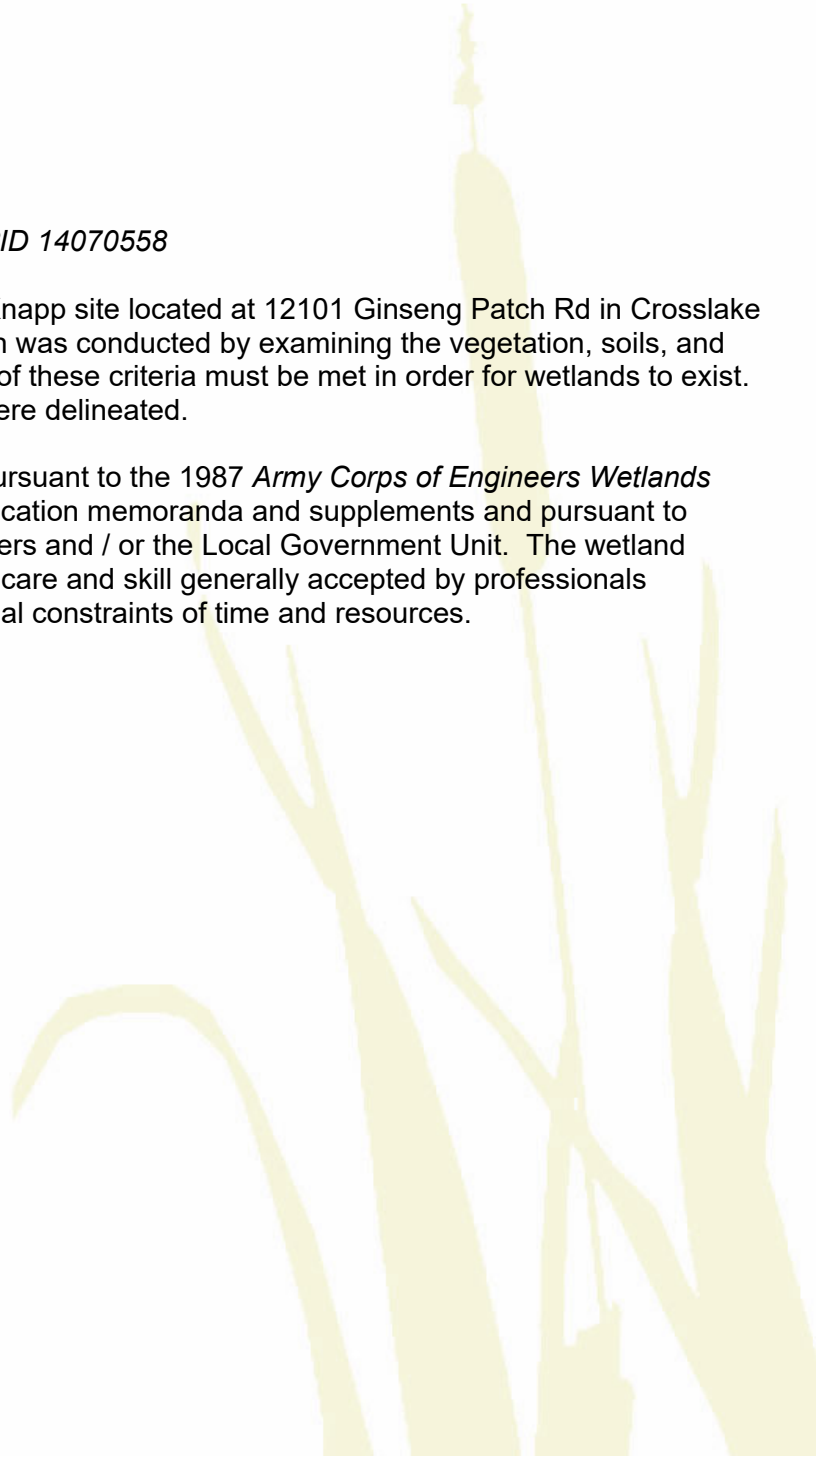 ID 14070558
napp site located at 12101 Ginseng Patch Rd in Crosslake
n was conducted by examining the vegetation, soils, and
of these criteria must be met in order for wetlands to exist.
ere delineated.
ursuant to the 1987 Army Corps of Engineers Wetlands
cation memoranda and supplements and pursuant to
ers and / or the Local Government Unit.  The wetland
care and skill generally accepted by professionals
al constraints of time and resources.